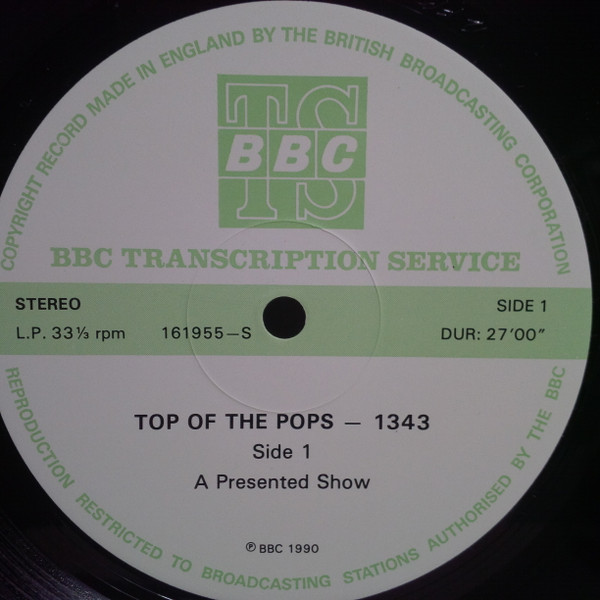 COPYRIGHT RECORD MADE IN ENGLAND BY THE BRITISH BROADCASTING CORPORATION
TS
BBC
BBC TRANSCRIPTION SERVICE
STEREO
SIDE 1
L.P. 33⅓ rpm 161955—S
DUR: 27′00″
TOP OF THE POPS — 1343
Side 1
A Presented Show
℗ BBC 1990
REPRODUCTION RESTRICTED TO BROADCASTING STATIONS AUTHORISED BY THE BBC